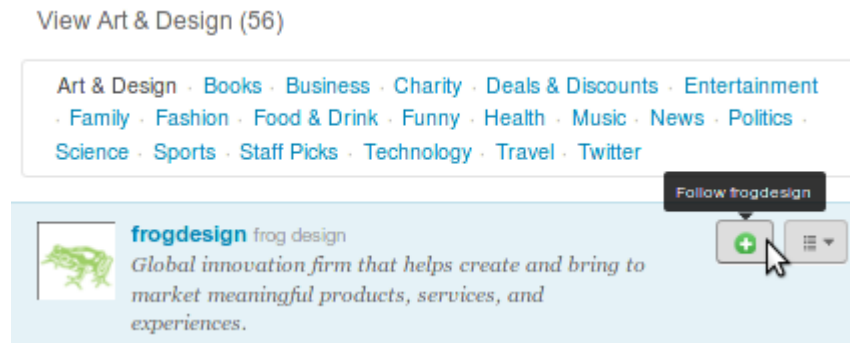 View Art & Design (56)
Art & Design · Books · Business · Charity · Deals & Discounts · Entertainment
· Family · Fashion · Food & Drink · Funny · Health · Music · News · Politics ·
Science · Sports · Staff Picks · Technology · Travel · Twitter
Follow frogdesign
frogdesign frog design
Global innovation firm that helps create and bring to
market meaningful products, services, and
experiences.